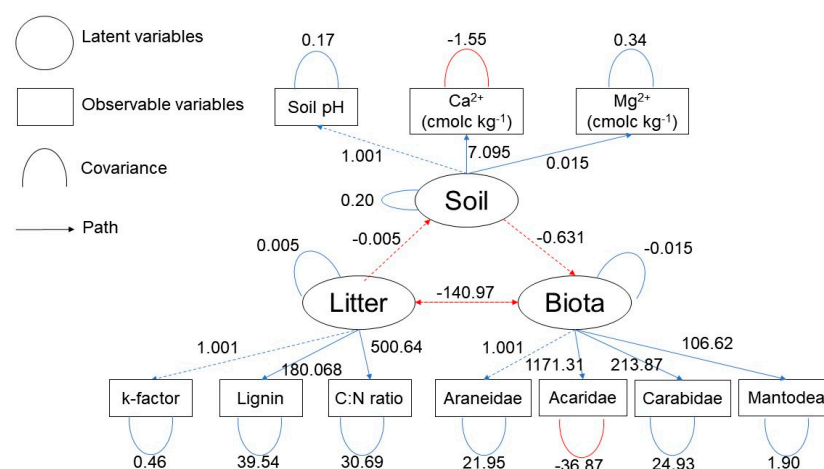 Latent variables
Observable variables
Covariance
Path
0.17
-1.55
0.34
Soil pH
Ca²⁺
(cmolc kg⁻¹)
Mg²⁺
(cmolc kg⁻¹)
1.001
7.095
0.015
0.20
Soil
-0.005
-0.631
0.005
-0.015
Litter
-140.97
Biota
1.001
180.068
500.64
1.001
1171.31
213.87
106.62
k-factor
Lignin
C:N ratio
Araneidae
Acaridae
Carabidae
Mantodea
0.46
39.54
30.69
21.95
-36.87
24.93
1.90